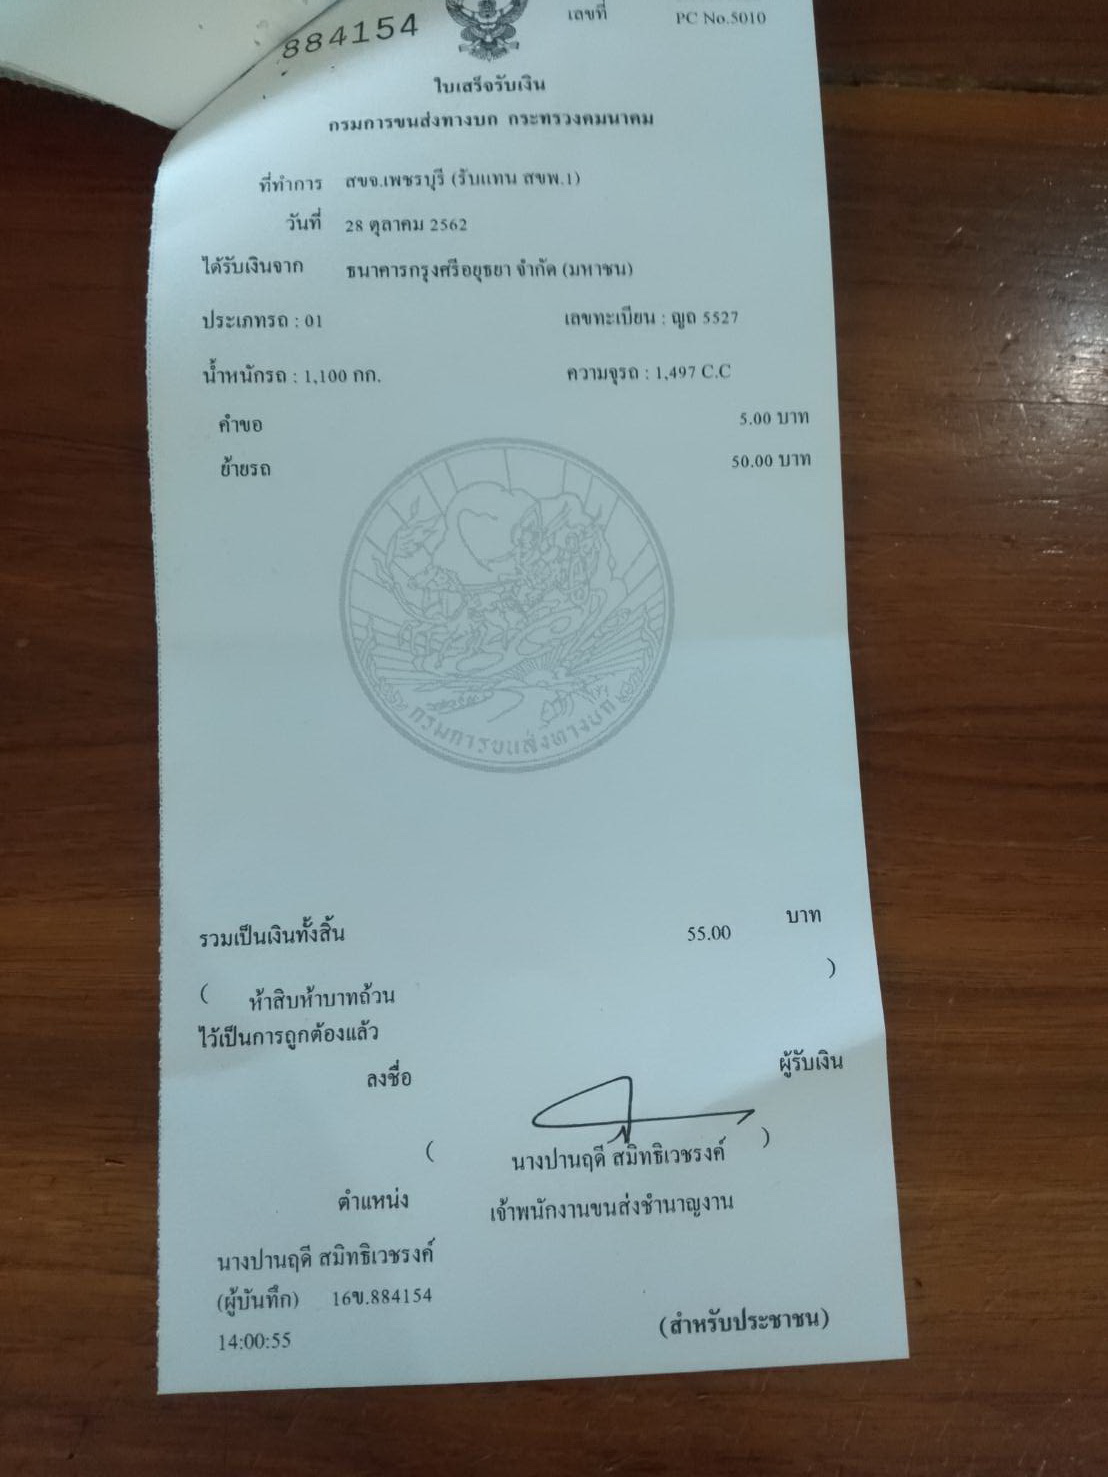 884154
เลขที่ PC No.5010
ใบเสร็จรับเงิน
กรมการขนส่งทางบก กระทรวงคมนาคม
ที่ทำการ สขจ.เพชรบุรี (รับแทน สขพ.1)
วันที่ 28 ตุลาคม 2562
ได้รับเงินจาก ธนาคารกรุงศรีอยุธยา จำกัด (มหาชน)
ประเภทรถ : 01 เลขทะเบียน : ญถ 5527
น้ำหนักรถ : 1,100 กก. ความจุรถ : 1,497 C.C
คำขอ 5.00 บาท
ย้ายรถ 50.00 บาท
กรมการขนส่งทางบก
รวมเป็นเงินทั้งสิ้น 55.00 บาท
( ห้าสิบห้าบาทถ้วน )
ไว้เป็นการถูกต้องแล้ว
ลงชื่อ ผู้รับเงิน
( นางปานฤดี สมิทธิเวชรงค์ )
ตำแหน่ง เจ้าพนักงานขนส่งชำนาญงาน
นางปานฤดี สมิทธิเวชรงค์
(ผู้บันทึก) 16ข.884154
14:00:55 (สำหรับประชาชน)